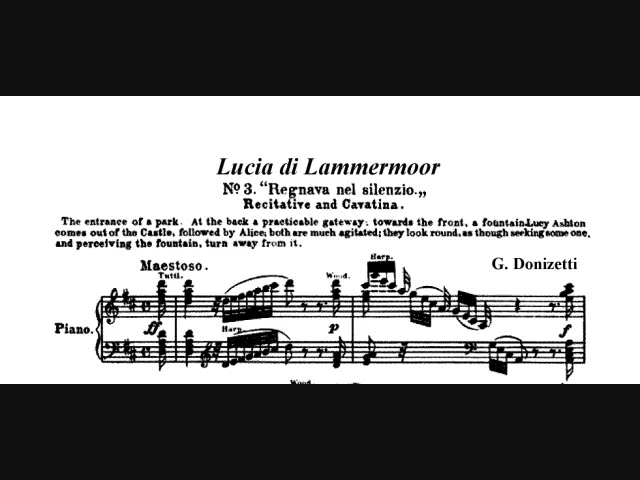 Lucia di Lammermoor
Nº 3. "Regnava nel silenzio.„
Recitative and Cavatina.
The entrance of a park. At the back a practicable gateway; towards the front, a fountain. Lucy Ashton
comes out of the Castle, followed by Alice; both are much agitated; they look round, as though seeking some one,
and perceiving the fountain, turn away from it.
Maestoso.
G. Donizetti
Tutti.
Wood.
Harp.
Piano.
ff
Harp
p
f
Wood.